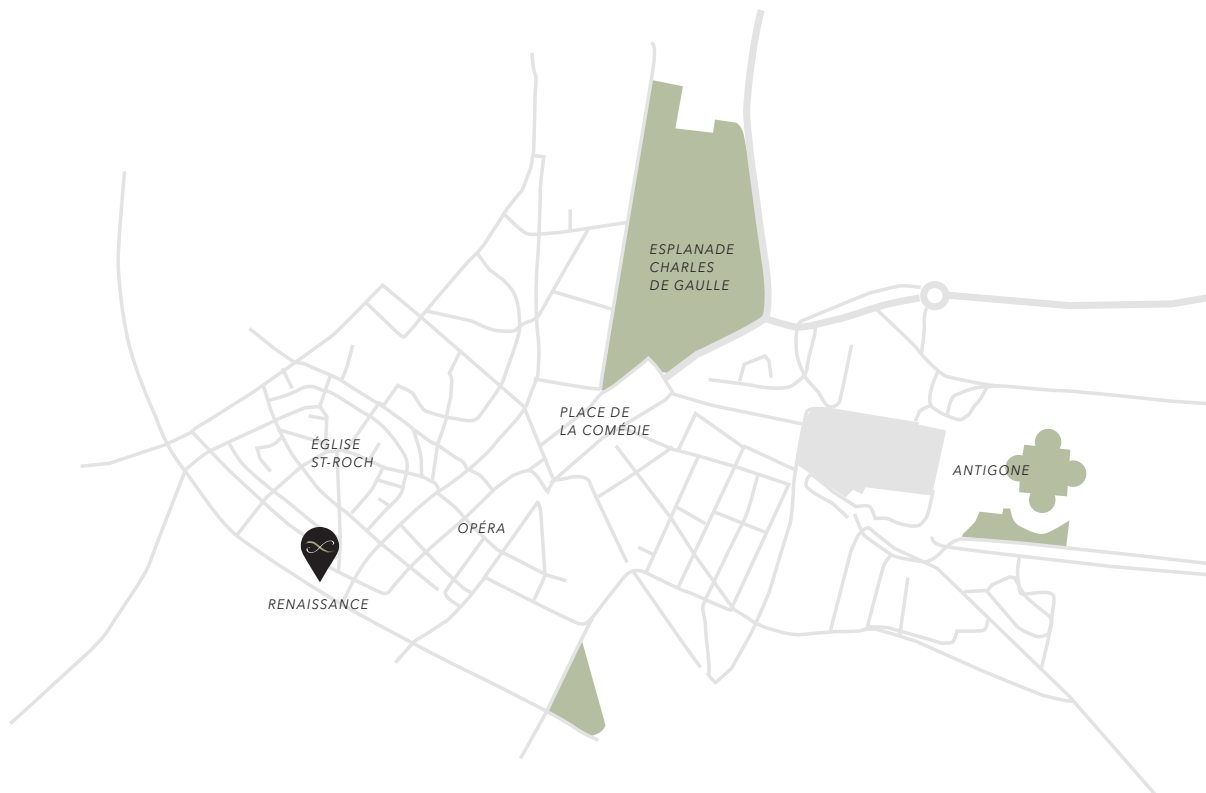 ESPLANADE
CHARLES
DE GAULLE
PLACE DE
LA COMÉDIE
ÉGLISE
ST-ROCH
ANTIGONE
OPÉRA
RENAISSANCE